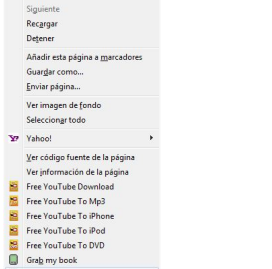 Siguiente
Recargar
Detener
Añadir esta página a marcadores
Guardar como...
Enviar página...
Ver imagen de fondo
Seleccionar todo
Yahoo!
Ver código fuente de la página
Ver información de la página
Free YouTube Download
Free YouTube To Mp3
Free YouTube To iPhone
Free YouTube To iPod
Free YouTube To DVD
Grab my book